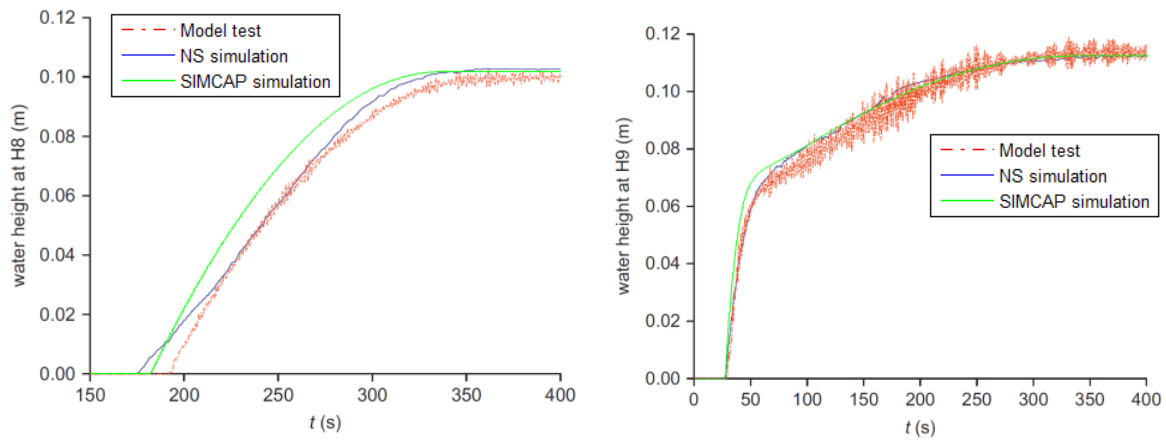 0.12
0.10
0.08
0.06
0.04
0.02
0.00
water height at H8 (m)
Model test
NS simulation
SIMCAP simulation
150 200 250 300 350 400
t (s)
0.12
0.10
0.08
0.06
0.04
0.02
0.00
water height at H9 (m)
Model test
NS simulation
SIMCAP simulation
0 50 100 150 200 250 300 350 400
t (s)